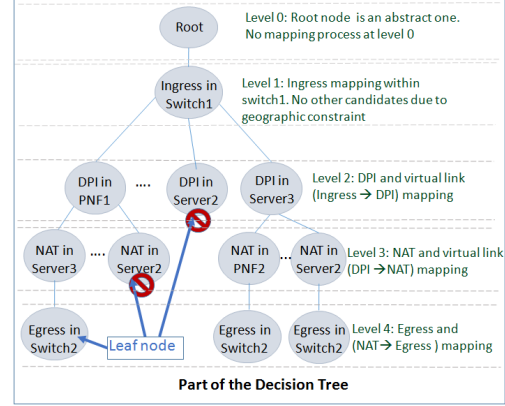 Root
Level 0: Root node is an abstract one.
No mapping process at level 0
Ingress in
Switch1
Level 1: Ingress mapping within
switch1. No other candidates due to
geographic constraint
DPI in
PNF1
....
DPI in
Server2
DPI in
Server3
Level 2: DPI and virtual link
(Ingress → DPI) mapping
NAT in
Server3
....
NAT in
Server2
NAT in
PNF2
...
NAT in
Server2
Level 3: NAT and virtual link
(DPI →NAT) mapping
Egress in
Switch2
Leaf node
Egress in
Switch2
Egress in
Switch2
Level 4: Egress and
(NAT→ Egress ) mapping
Part of the Decision Tree